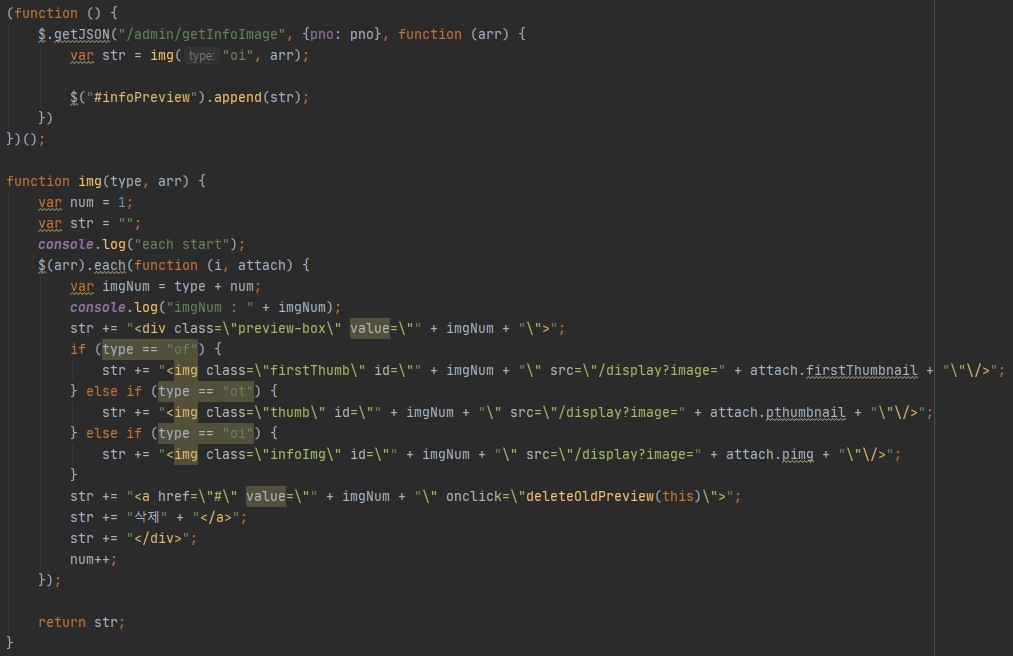 (function () {
    $.getJSON("/admin/getInfoImage", {pno: pno}, function (arr) {
        var str = img( type: "oi", arr);

        $("#infoPreview").append(str);
    })
})();

function img(type, arr) {
    var num = 1;
    var str = "";
    console.log("each start");
    $(arr).each(function (i, attach) {
        var imgNum = type + num;
        console.log("imgNum : " + imgNum);
        str += "<div class=\"preview-box\" value=\"" + imgNum + "\">";
        if (type == "of") {
            str += "<img class=\"firstThumb\" id=\"" + imgNum + "\" src=\"/display?image=" + attach.firstThumbnail + "\"\/>";
        } else if (type == "ot") {
            str += "<img class=\"thumb\" id=\"" + imgNum + "\" src=\"/display?image=" + attach.pthumbnail + "\"\/>";
        } else if (type == "oi") {
            str += "<img class=\"infoImg\" id=\"" + imgNum + "\" src=\"/display?image=" + attach.pimg + "\"\/>";
        }
        str += "<a href=\"#\" value=\"" + imgNum + "\" onclick=\"deleteOldPreview(this)\">";
        str += "삭제" + "</a>";
        str += "</div>";
        num++;
    });

    return str;
}